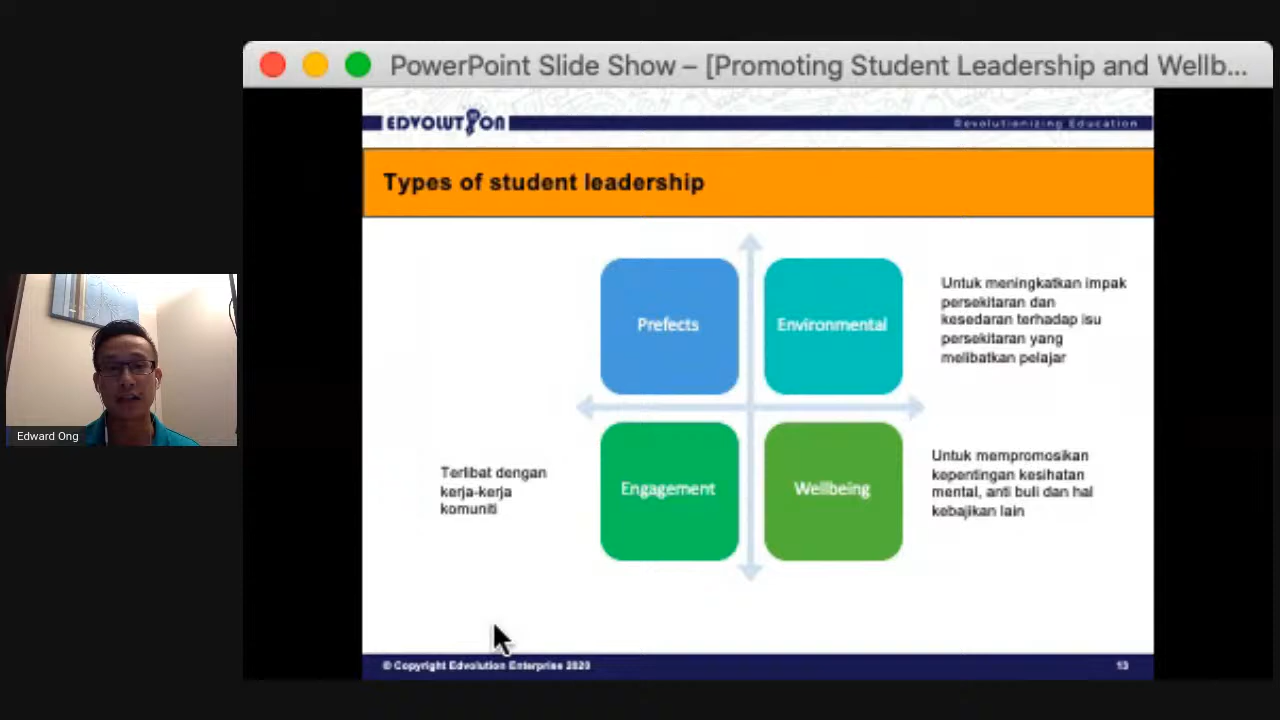 PowerPoint Slide Show – [Promoting Student Leadership and Wellb...
EDVOLUTION
Revolutionizing Education
Types of student leadership
Prefects
Environmental
Untuk meningkatkan impak
persekitaran dan
kesedaran terhadap isu
persekitaran yang
melibatkan pelajar
Engagement
Wellbeing
Terlibat dengan
kerja-kerja
komuniti
Untuk mempromosikan
kepentingan kesihatan
mental, anti buli dan hal
kebajikan lain
Edward Ong
© Copyright Edvolution Enterprise 2020
13